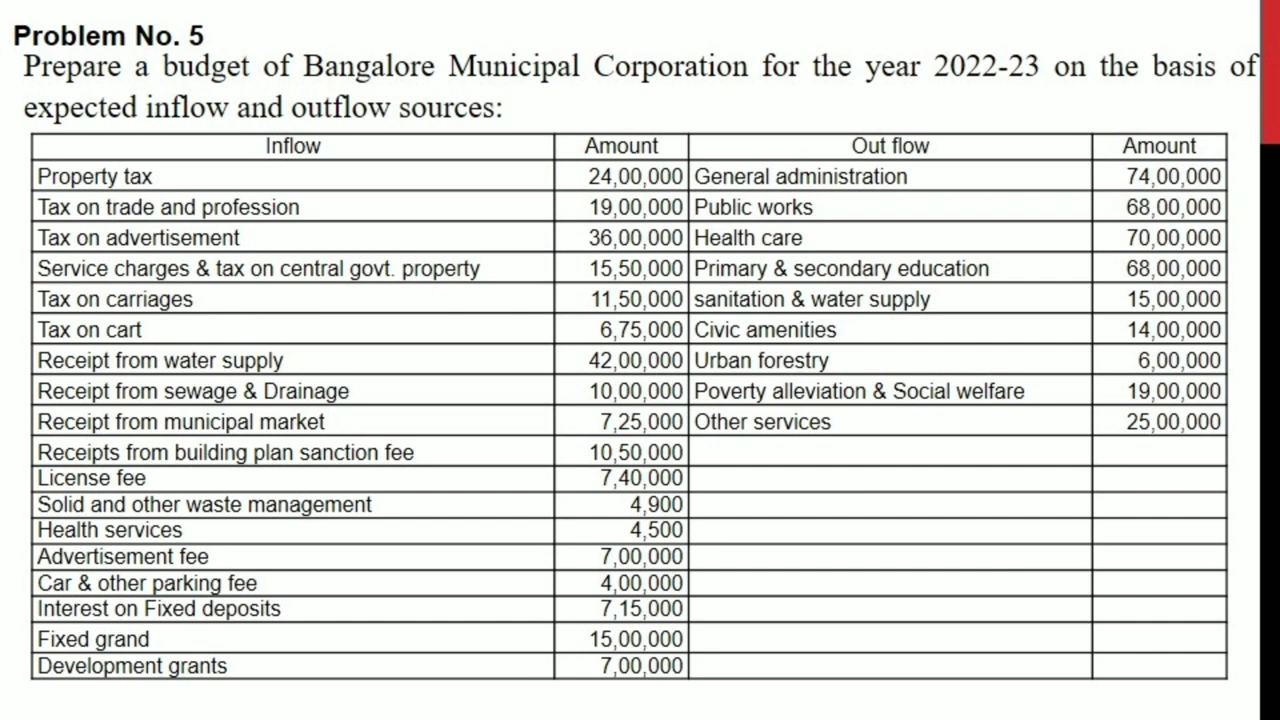 Problem No. 5
Prepare a budget of Bangalore Municipal Corporation for the year 2022-23 on the basis of
expected inflow and outflow sources:
Inflow Amount Out flow Amount
Property tax 24,00,000 General administration 74,00,000
Tax on trade and profession 19,00,000 Public works 68,00,000
Tax on advertisement 36,00,000 Health care 70,00,000
Service charges & tax on central govt. property 15,50,000 Primary & secondary education 68,00,000
Tax on carriages 11,50,000 sanitation & water supply 15,00,000
Tax on cart 6,75,000 Civic amenities 14,00,000
Receipt from water supply 42,00,000 Urban forestry 6,00,000
Receipt from sewage & Drainage 10,00,000 Poverty alleviation & Social welfare 19,00,000
Receipt from municipal market 7,25,000 Other services 25,00,000
Receipts from building plan sanction fee 10,50,000
License fee 7,40,000
Solid and other waste management 4,900
Health services 4,500
Advertisement fee 7,00,000
Car & other parking fee 4,00,000
Interest on Fixed deposits 7,15,000
Fixed grand 15,00,000
Development grants 7,00,000